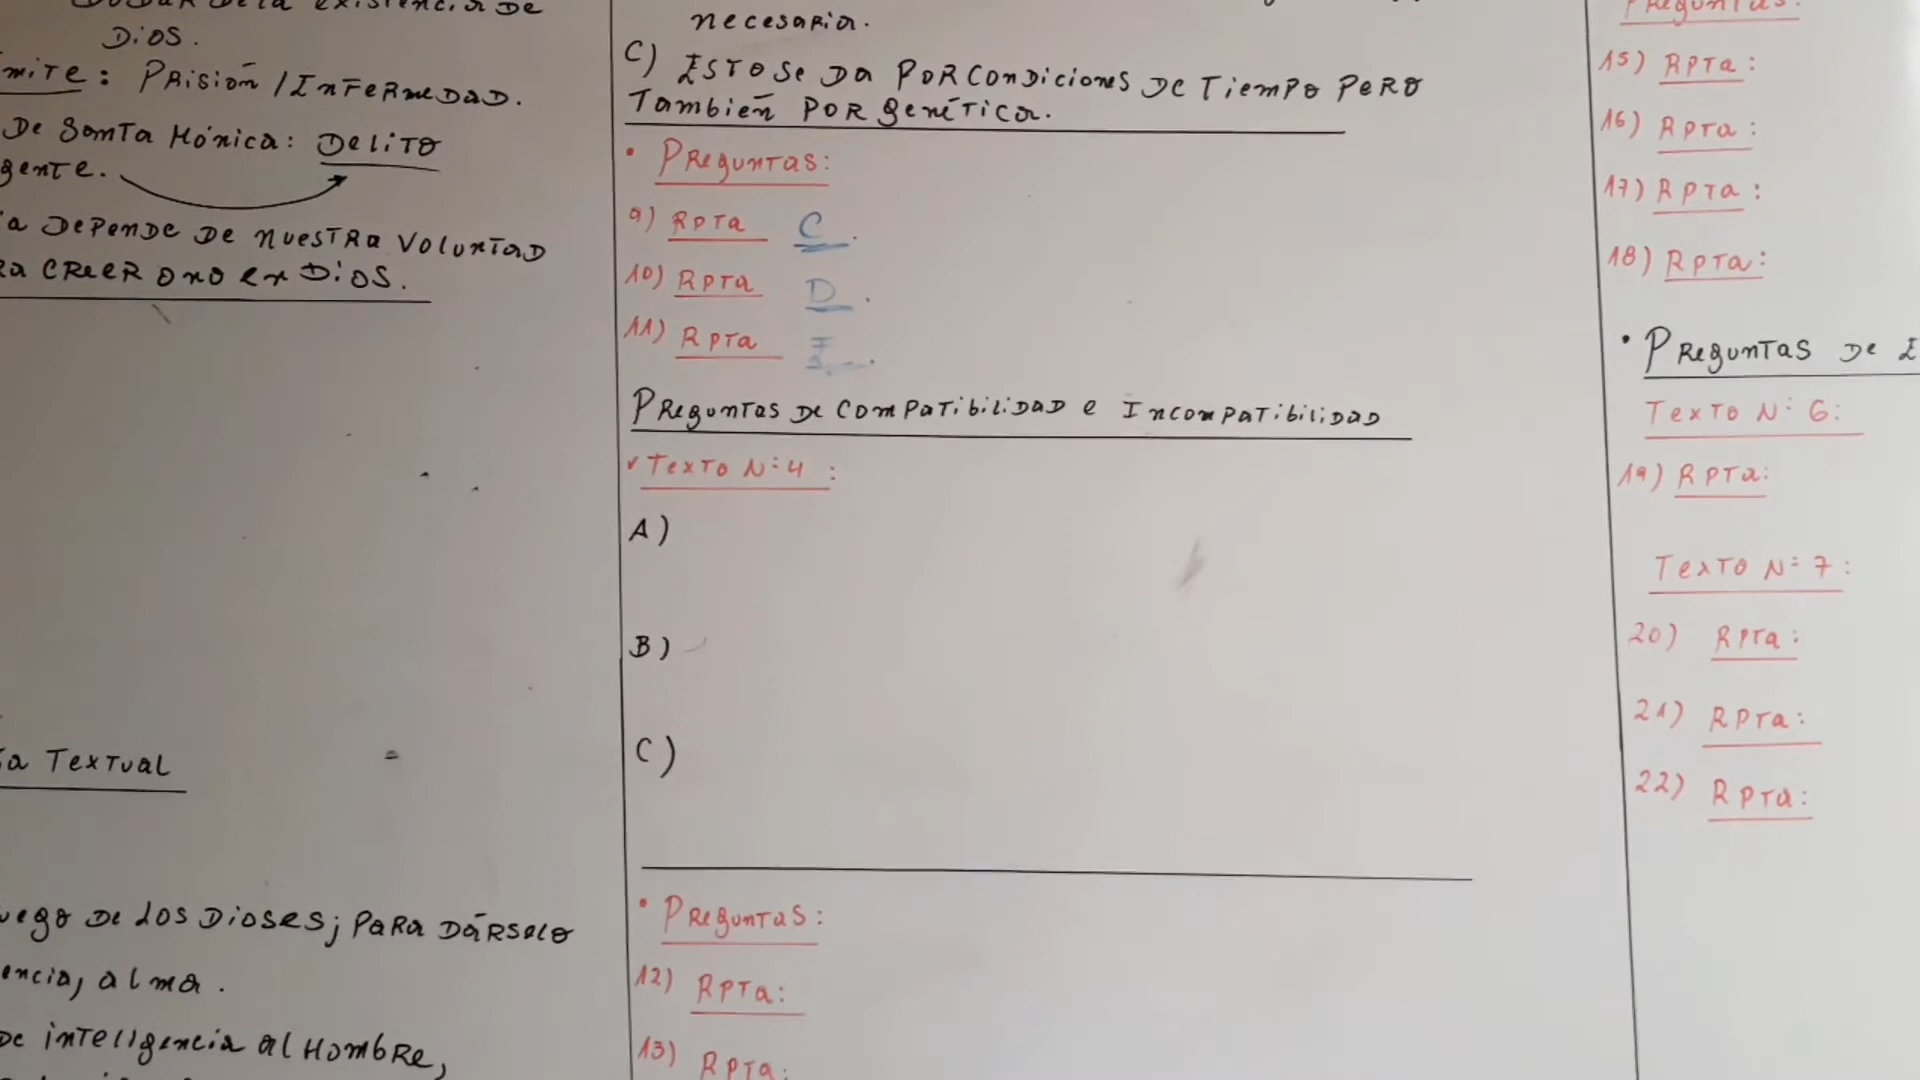 DiOS.
: PRisión / InFeRmeDaD.
De SanTa Mónica: DeliTo
gente.
a DePenDe De nuesTRa VolunTaD
CReeR o no en DiOS.
TexTual
De LOS DioSes; PaRa DáRselo
alma.
De inTeligencia al HombRe,
necesaRia.
C) ESTO Se Da PoR ConDiciones De Tiempo PeRo
También PoR genéTica.
• PReguntas:
9) RPTa C.
10) RPTa D.
11) RPTa
PReguntas De CompaTibiliDaD e IncompaTibiliDaD
✓ TexTo N=4 :
A)
B)
C)
• PReguntas:
12) RPTa:
13) RPTa:
PReguntas:
15) RPTa:
16) RPTa:
17) RPTa:
18) RPTa:
• PReguntas De
TexTo N: 6:
19) RPTa:
TexTo N= 7:
20) RPTa:
21) RPTa:
22) RPTa: